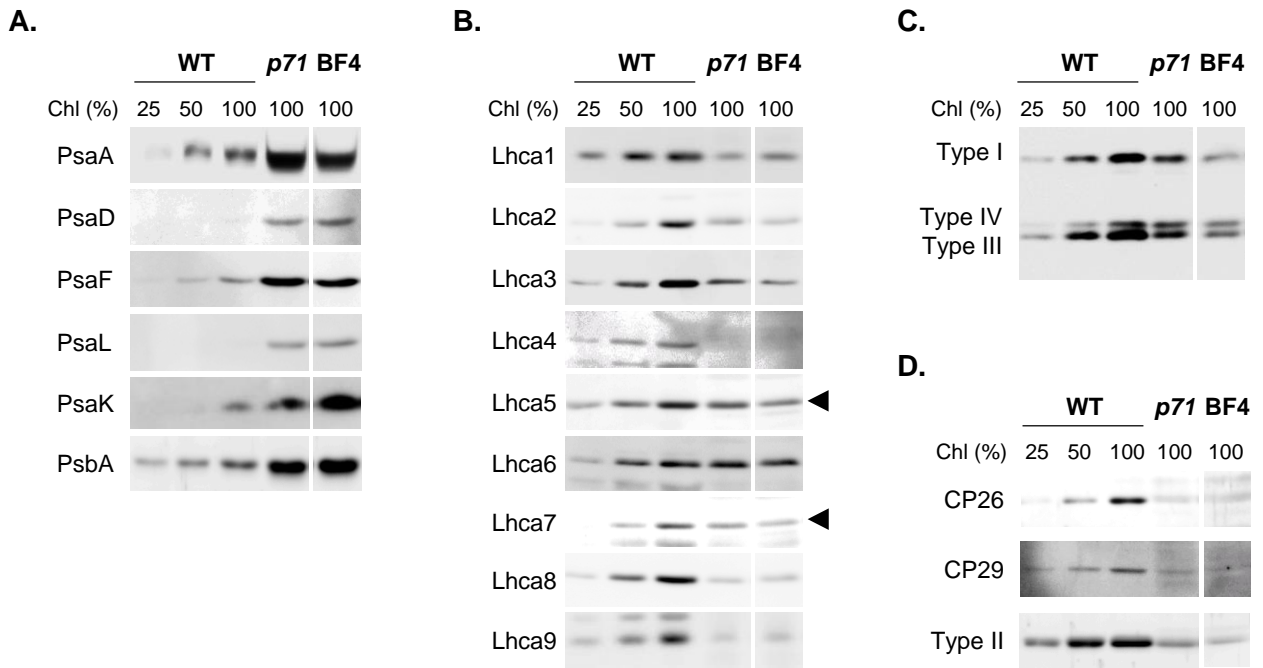 A.
WT p71 BF4
Chl (%) 25 50 100 100 100
PsaA
PsaD
PsaF
PsaL
PsaK
PsbA
B.
WT p71 BF4
Chl (%) 25 50 100 100 100
Lhca1
Lhca2
Lhca3
Lhca4
Lhca5
Lhca6
Lhca7
Lhca8
Lhca9
C.
WT p71 BF4
Chl (%) 25 50 100 100 100
Type I
Type IV
Type III
D.
WT p71 BF4
Chl (%) 25 50 100 100 100
CP26
CP29
Type II